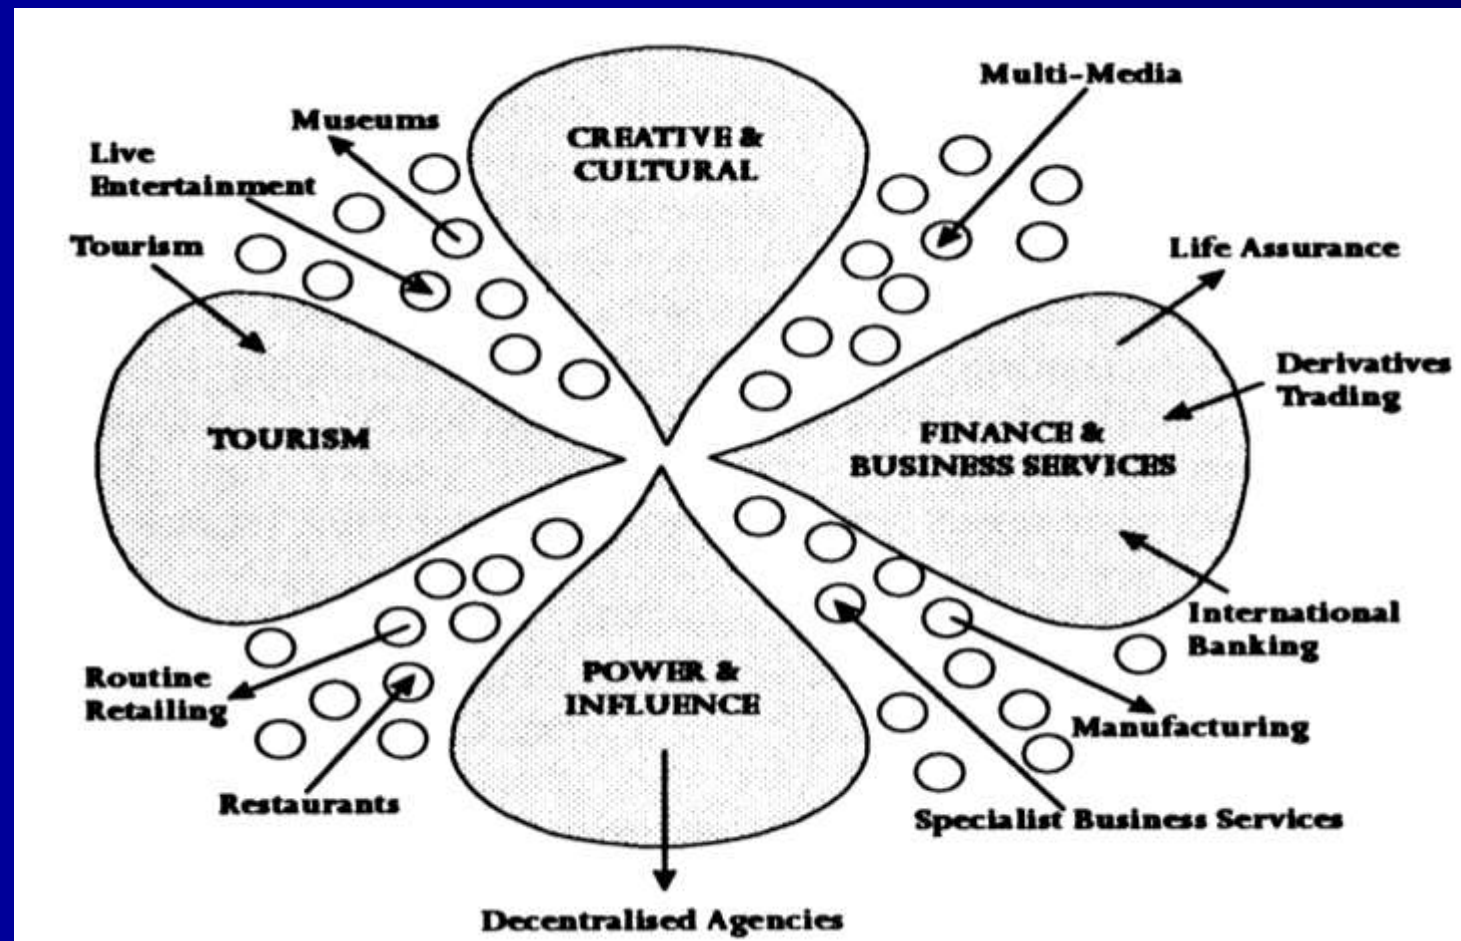 Multi-Media
Museums
CREATIVE &
CULTURAL
Live
Entertainment
Tourism
Life Assurance
Derivatives
Trading
TOURISM
FINANCE &
BUSINESS SERVICES
International
Banking
Routine
Retailing
POWER &
INFLUENCE
Manufacturing
Restaurants
Specialist Business Services
Decentralised Agencies